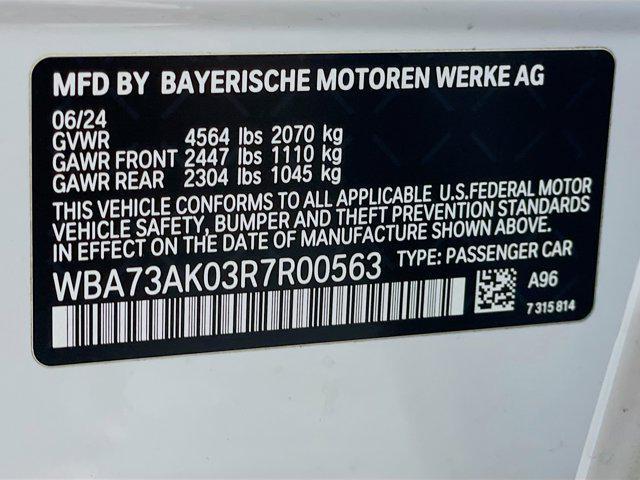 MFD BY BAYERISCHE MOTOREN WERKE AG
06/24
GVWR 4564 lbs 2070 kg
GAWR FRONT 2447 lbs 1110 kg
GAWR REAR 2304 lbs 1045 kg
THIS VEHICLE CONFORMS TO ALL APPLICABLE U.S.FEDERAL MOTOR
VEHICLE SAFETY, BUMPER AND THEFT PREVENTION STANDARDS
IN EFFECT ON THE DATE OF MANUFACTURE SHOWN ABOVE.
WBA73AK03R7R00563 TYPE: PASSENGER CAR
A96
7 315 814